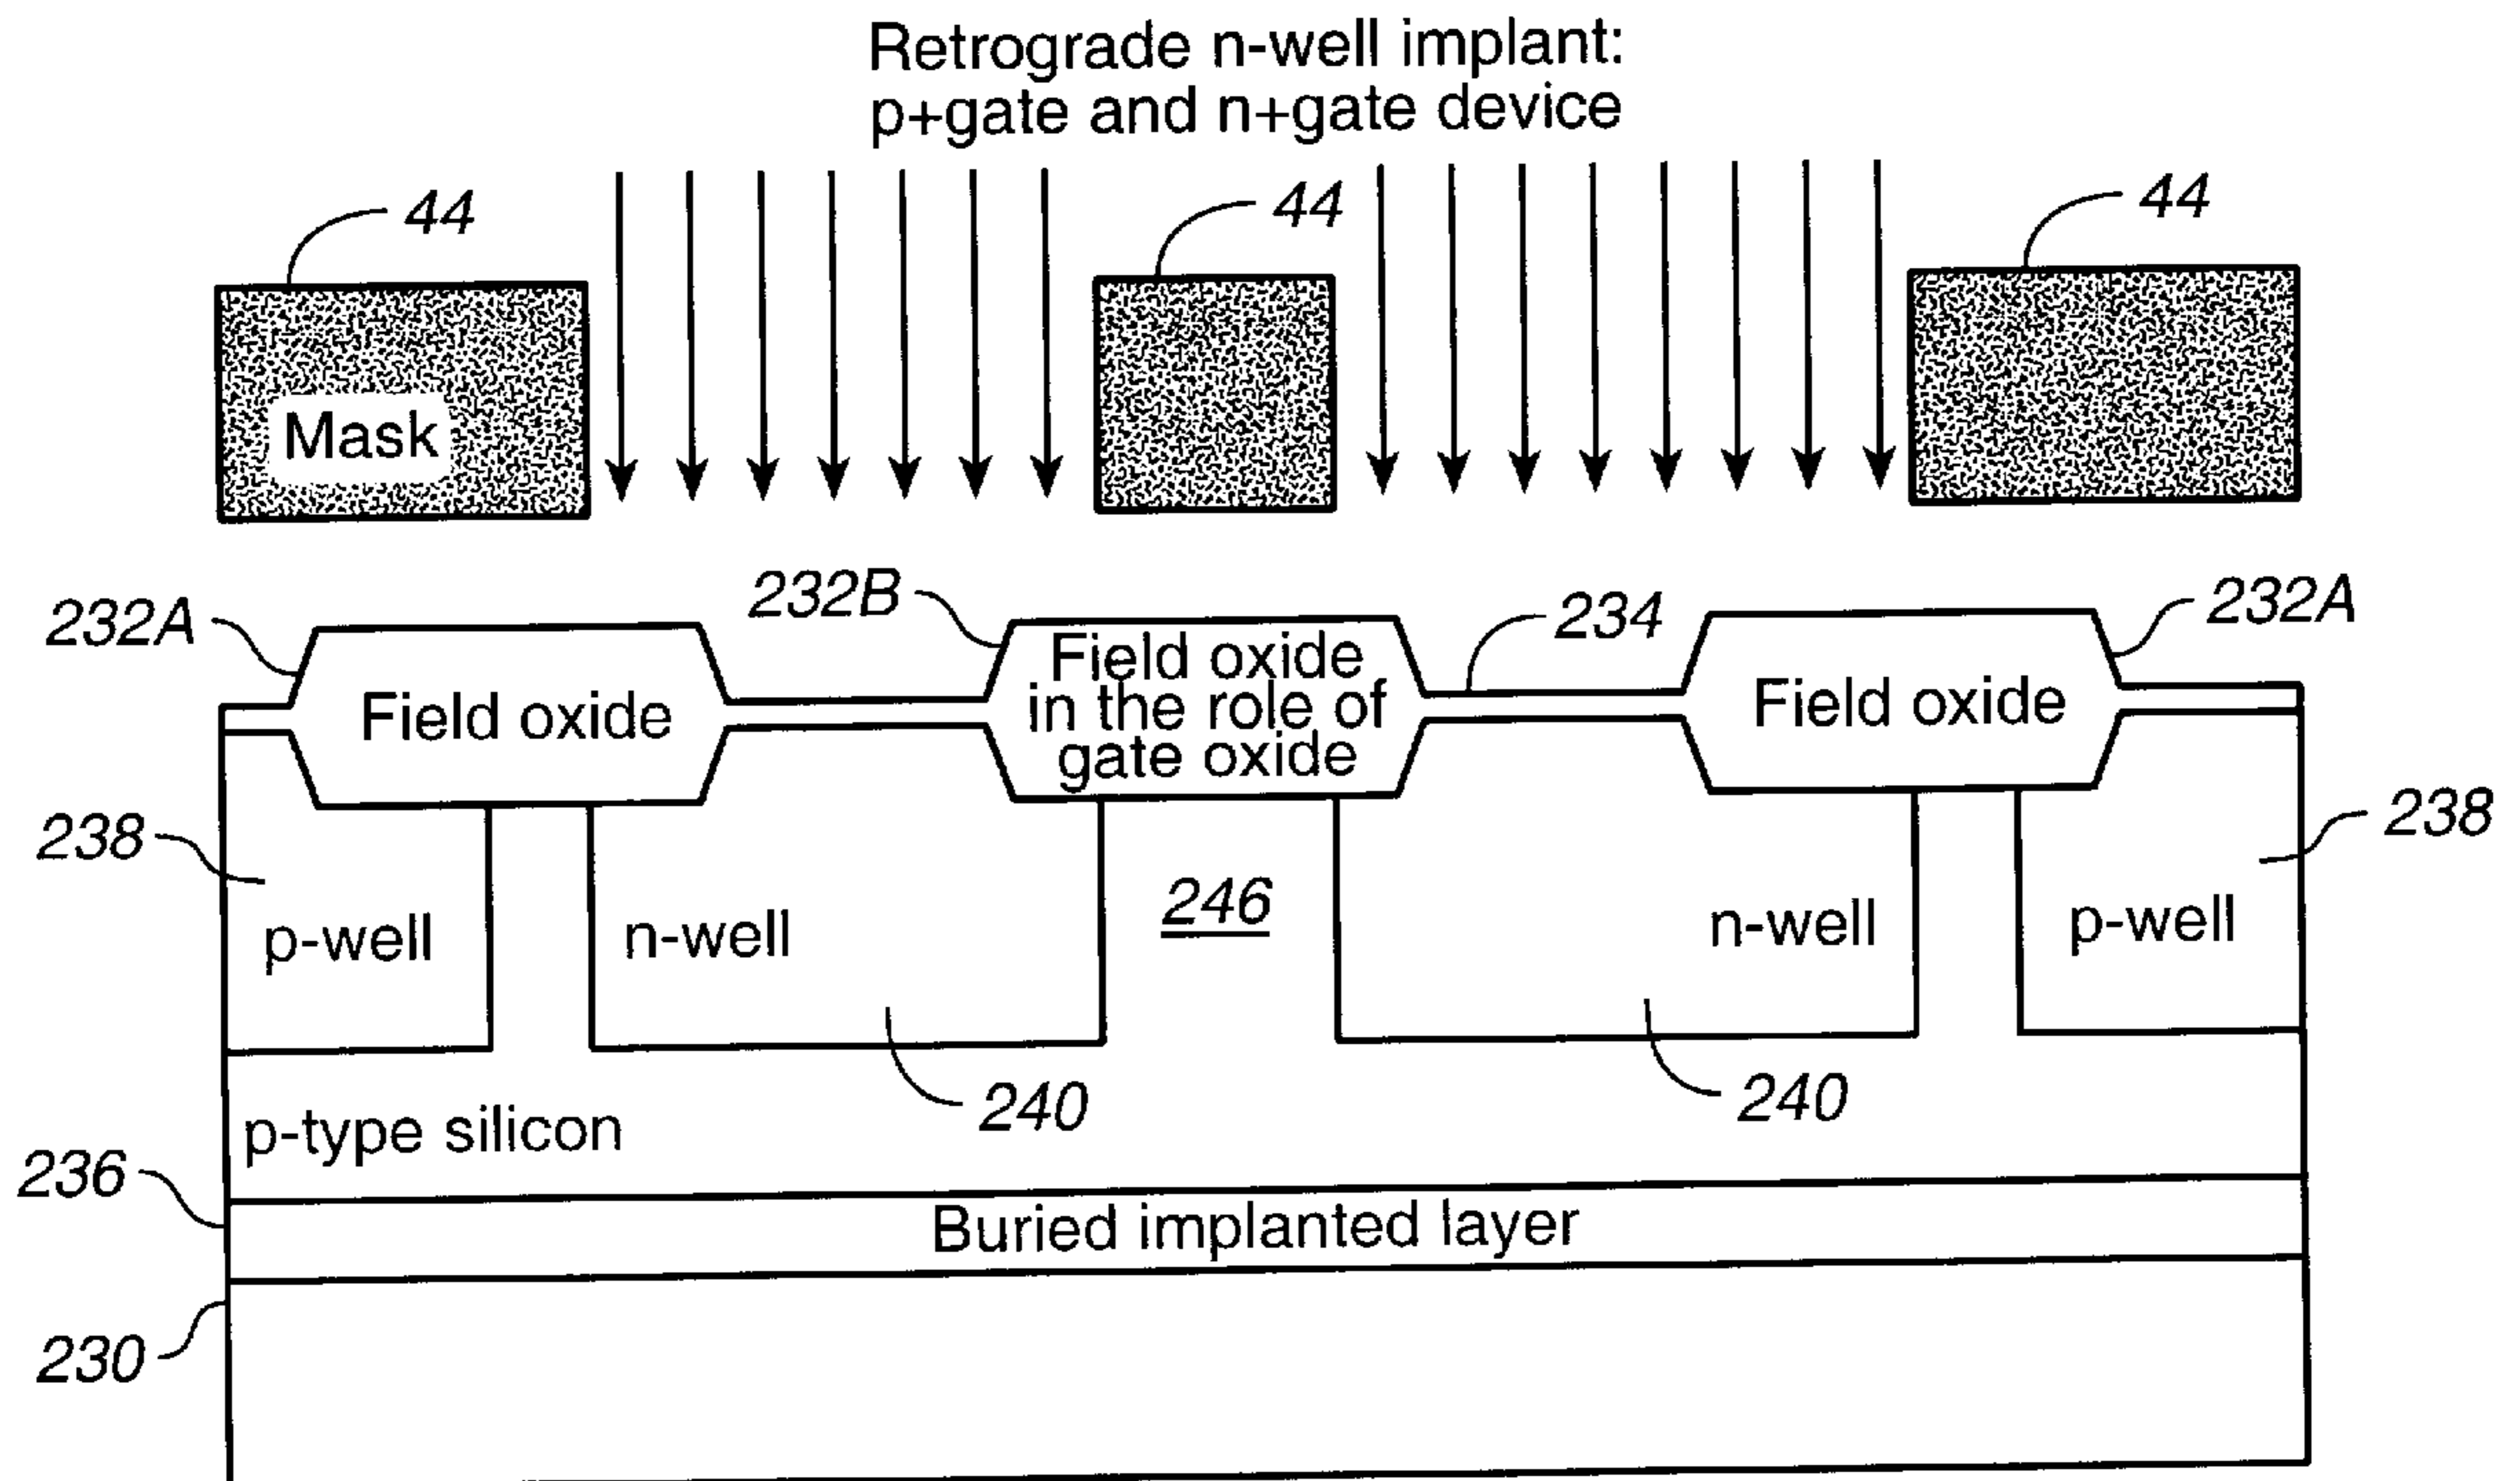 Retrograde n-well implant:
p+gate and n+gate device
44
44
44
Mask
232A
232B
234
232A
Field oxide
Field oxide
in the role of
gate oxide
Field oxide
238
238
246
p-well
n-well
n-well
p-well
240
240
p-type silicon
236
Buried implanted layer
230